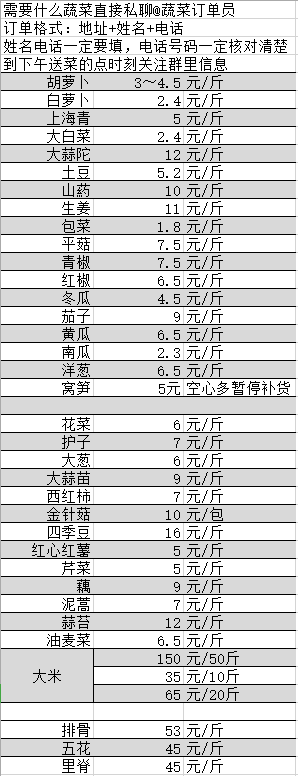 需要什么蔬菜直接私聊@蔬菜订单员
订单格式：地址+姓名+电话
姓名电话一定要填，电话号码一定核对清楚
到下午送菜的点时刻关注群里信息
胡萝卜 3～4.5 元/斤
白萝卜 2.4 元/斤
上海青 5 元/斤
大白菜 2.4 元/斤
大蒜陀 12 元/斤
土豆 5.2 元/斤
山药 10 元/斤
生姜 11 元/斤
包菜 1.8 元/斤
平菇 7.5 元/斤
青椒 7.5 元/斤
红椒 6.5 元/斤
冬瓜 4.5 元/斤
茄子 9 元/斤
黄瓜 6.5 元/斤
南瓜 2.3 元/斤
洋葱 6.5 元/斤
窝笋 5元 空心多暂停补货
花菜 6 元/斤
护子 7 元/斤
大葱 6 元/斤
大蒜苗 9 元/斤
西红柿 7 元/斤
金针菇 10 元/包
四季豆 16 元/斤
红心红薯 5 元/斤
芹菜 5 元/斤
藕 9 元/斤
泥蒿 7 元/斤
蒜苔 12 元/斤
油麦菜 6.5 元/斤
大米 150 元/50斤
35 元/10斤
65 元/20斤
排骨 53 元/斤
五花 45 元/斤
里脊 45 元/斤